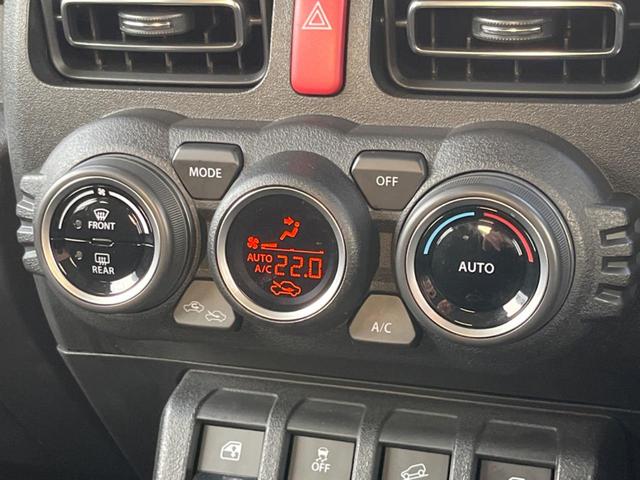 MODE
OFF
FRONT
REAR
AUTO
A/C
22.0
AUTO
A/C
OFF